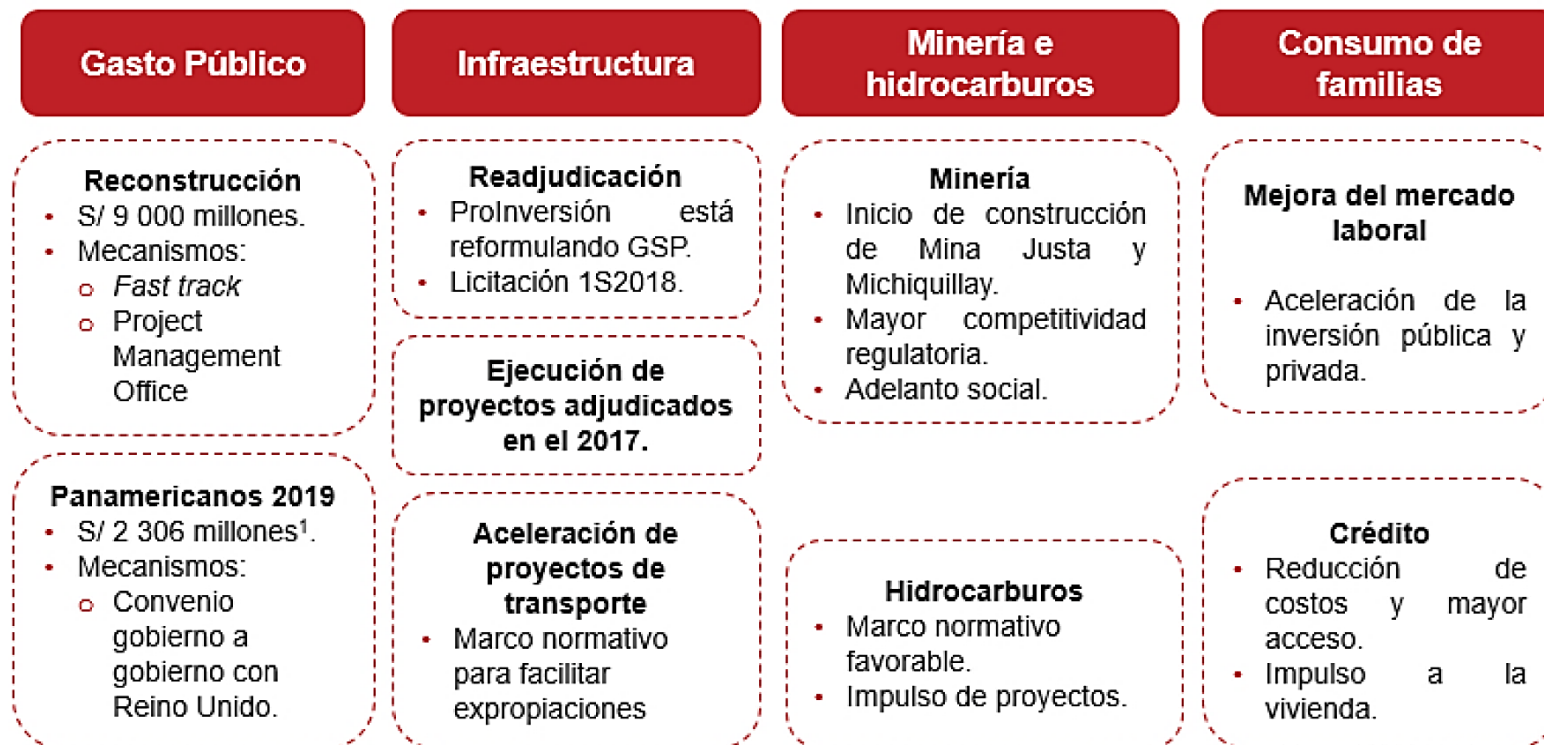 Gasto Público
Reconstrucción
• S/ 9 000 millones.
• Mecanismos:
o Fast track
o Project
Management
Office
Panamericanos 2019
• S/ 2 306 millones¹.
• Mecanismos:
o Convenio
gobierno a
gobierno con
Reino Unido.
Infraestructura
Readjudicación
• ProInversión está
reformulando GSP.
• Licitación 1S2018.
Ejecución de
proyectos adjudicados
en el 2017.
Aceleración de
proyectos de
transporte
• Marco normativo
para facilitar
expropiaciones
Minería e
hidrocarburos
Minería
• Inicio de construcción
de Mina Justa y
Michiquillay.
• Mayor competitividad
regulatoria.
• Adelanto social.
Hidrocarburos
• Marco normativo
favorable.
• Impulso de proyectos.
Consumo de
familias
Mejora del mercado
laboral
• Aceleración de la
inversión pública y
privada.
Crédito
• Reducción de
costos y mayor
acceso.
• Impulso a la
vivienda.